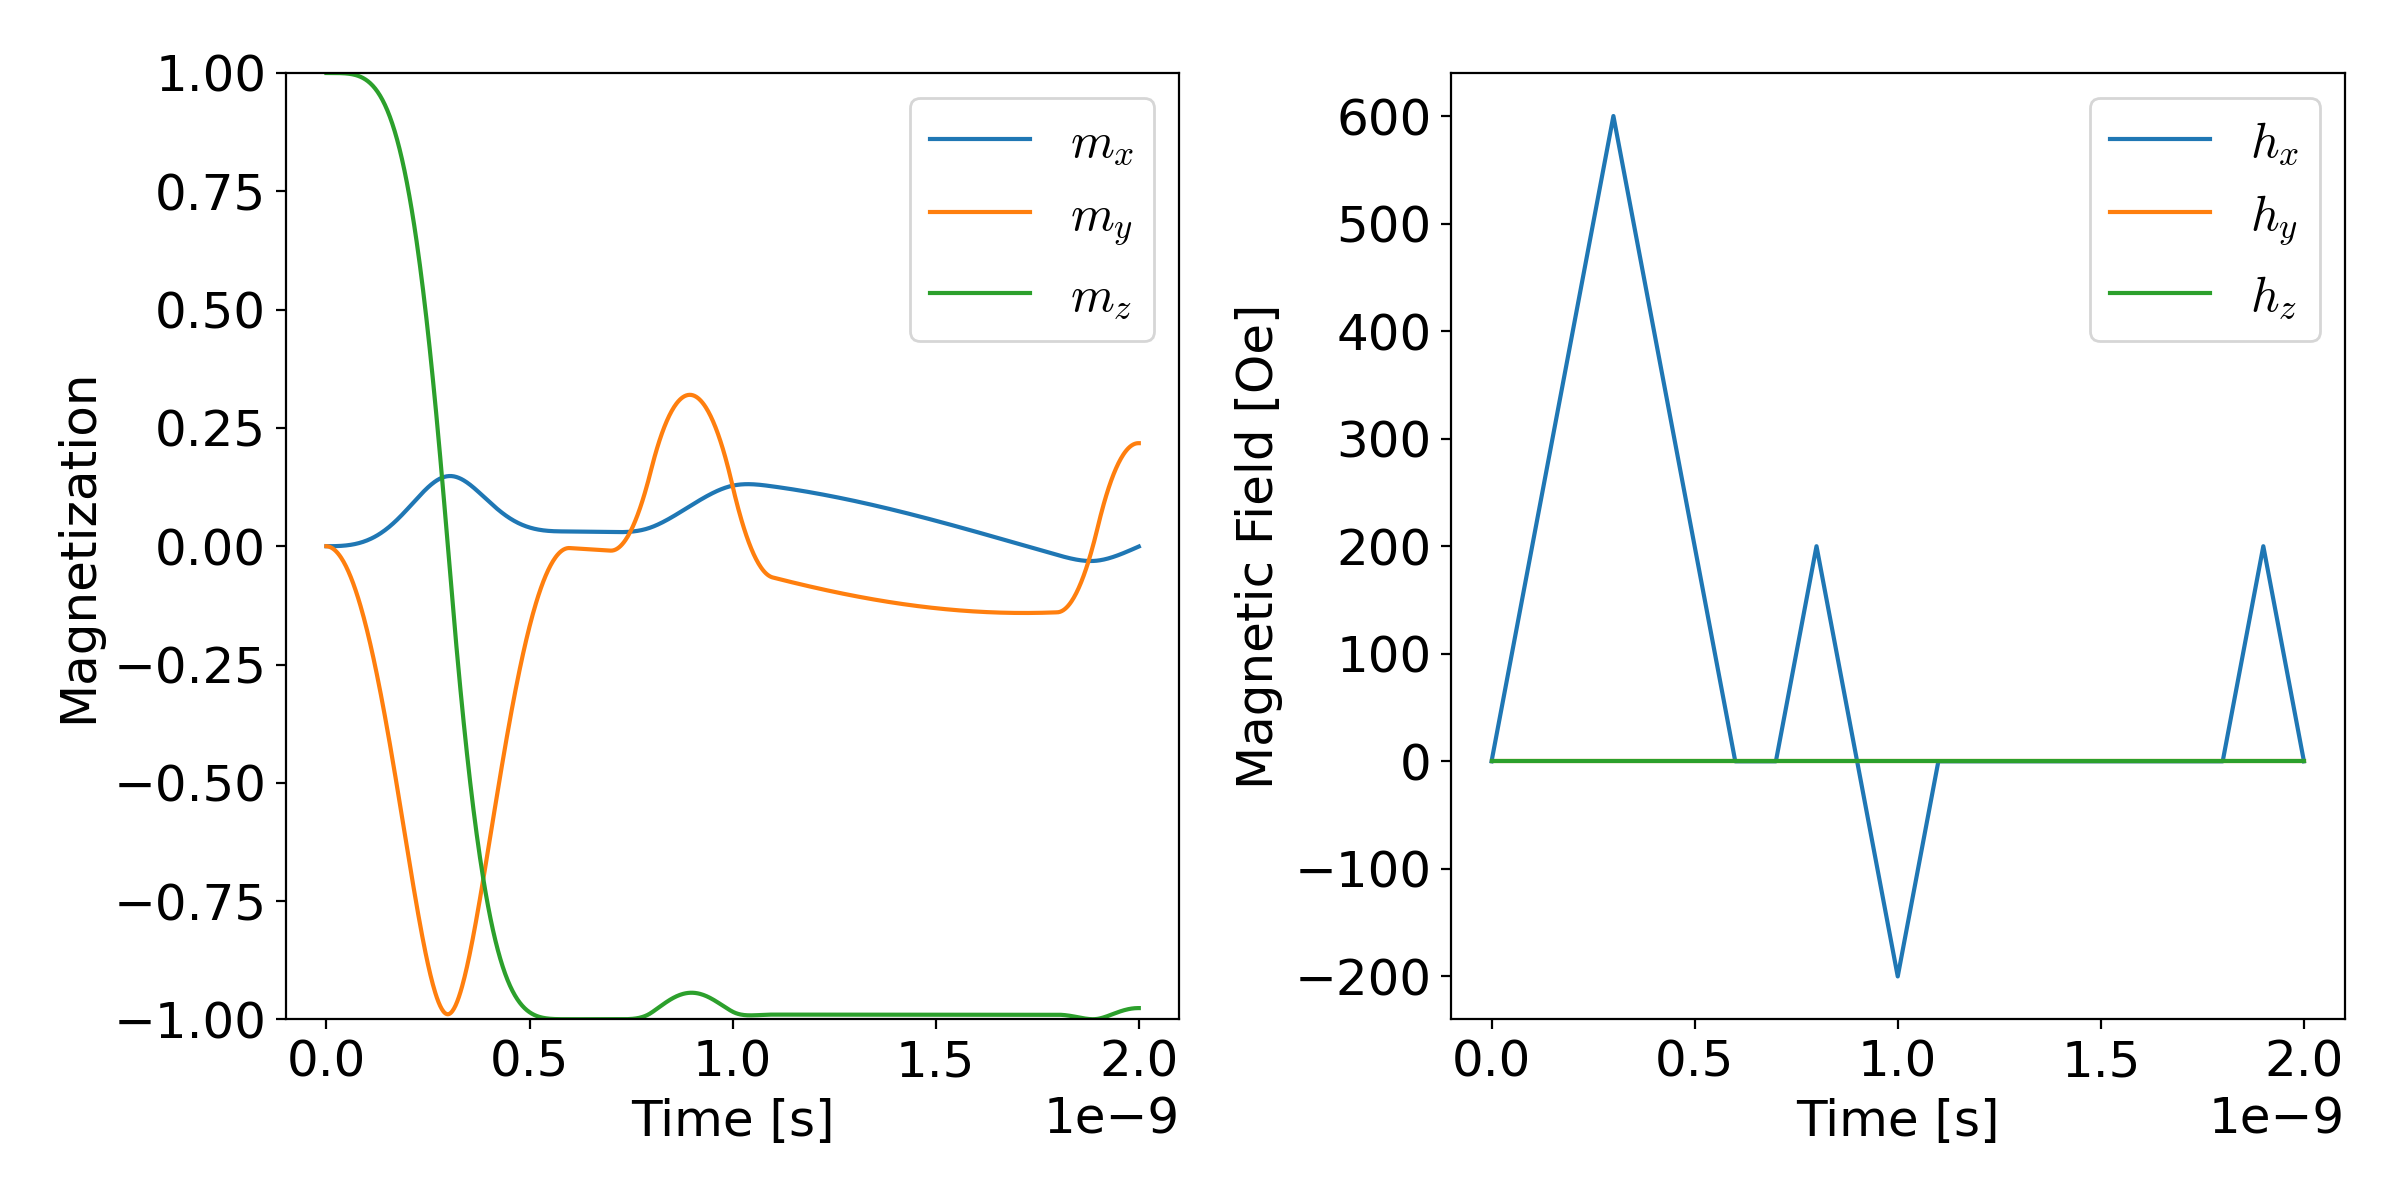 Magnetization
1.00
0.75
0.50
0.25
0.00
−0.25
−0.50
−0.75
−1.00
0.0 0.5 1.0 1.5 2.0
Time [s]
1e−9
m_x
m_y
m_z
Magnetic Field [Oe]
600
500
400
300
200
100
0
−100
−200
0.0 0.5 1.0 1.5 2.0
Time [s]
1e−9
h_x
h_y
h_z